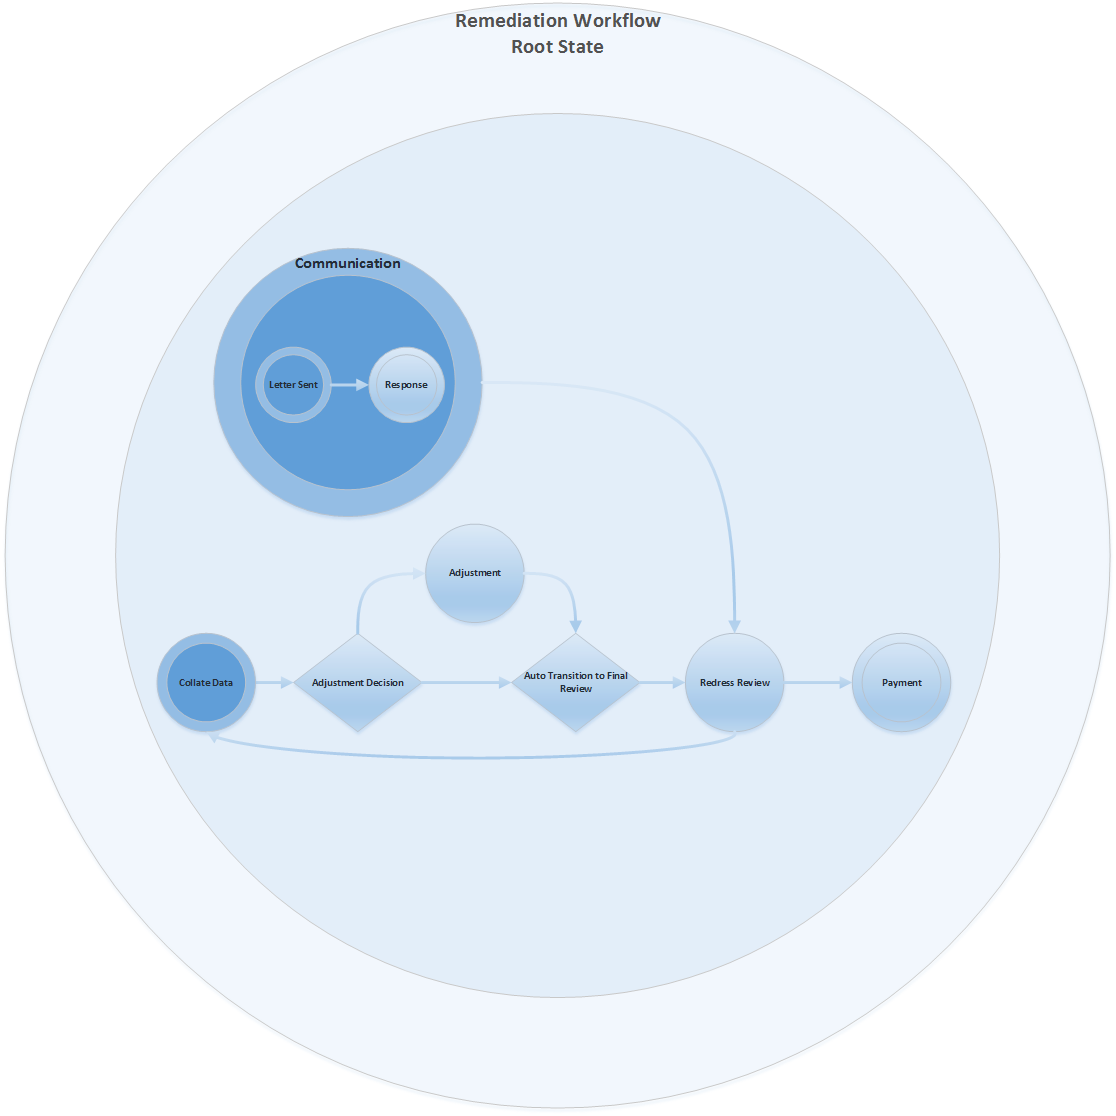 Remediation Workflow
Root State
Communication
Letter Sent
Response
Adjustment
Collate Data
Adjustment Decision
Auto Transition to Final
Review
Redress Review
Payment